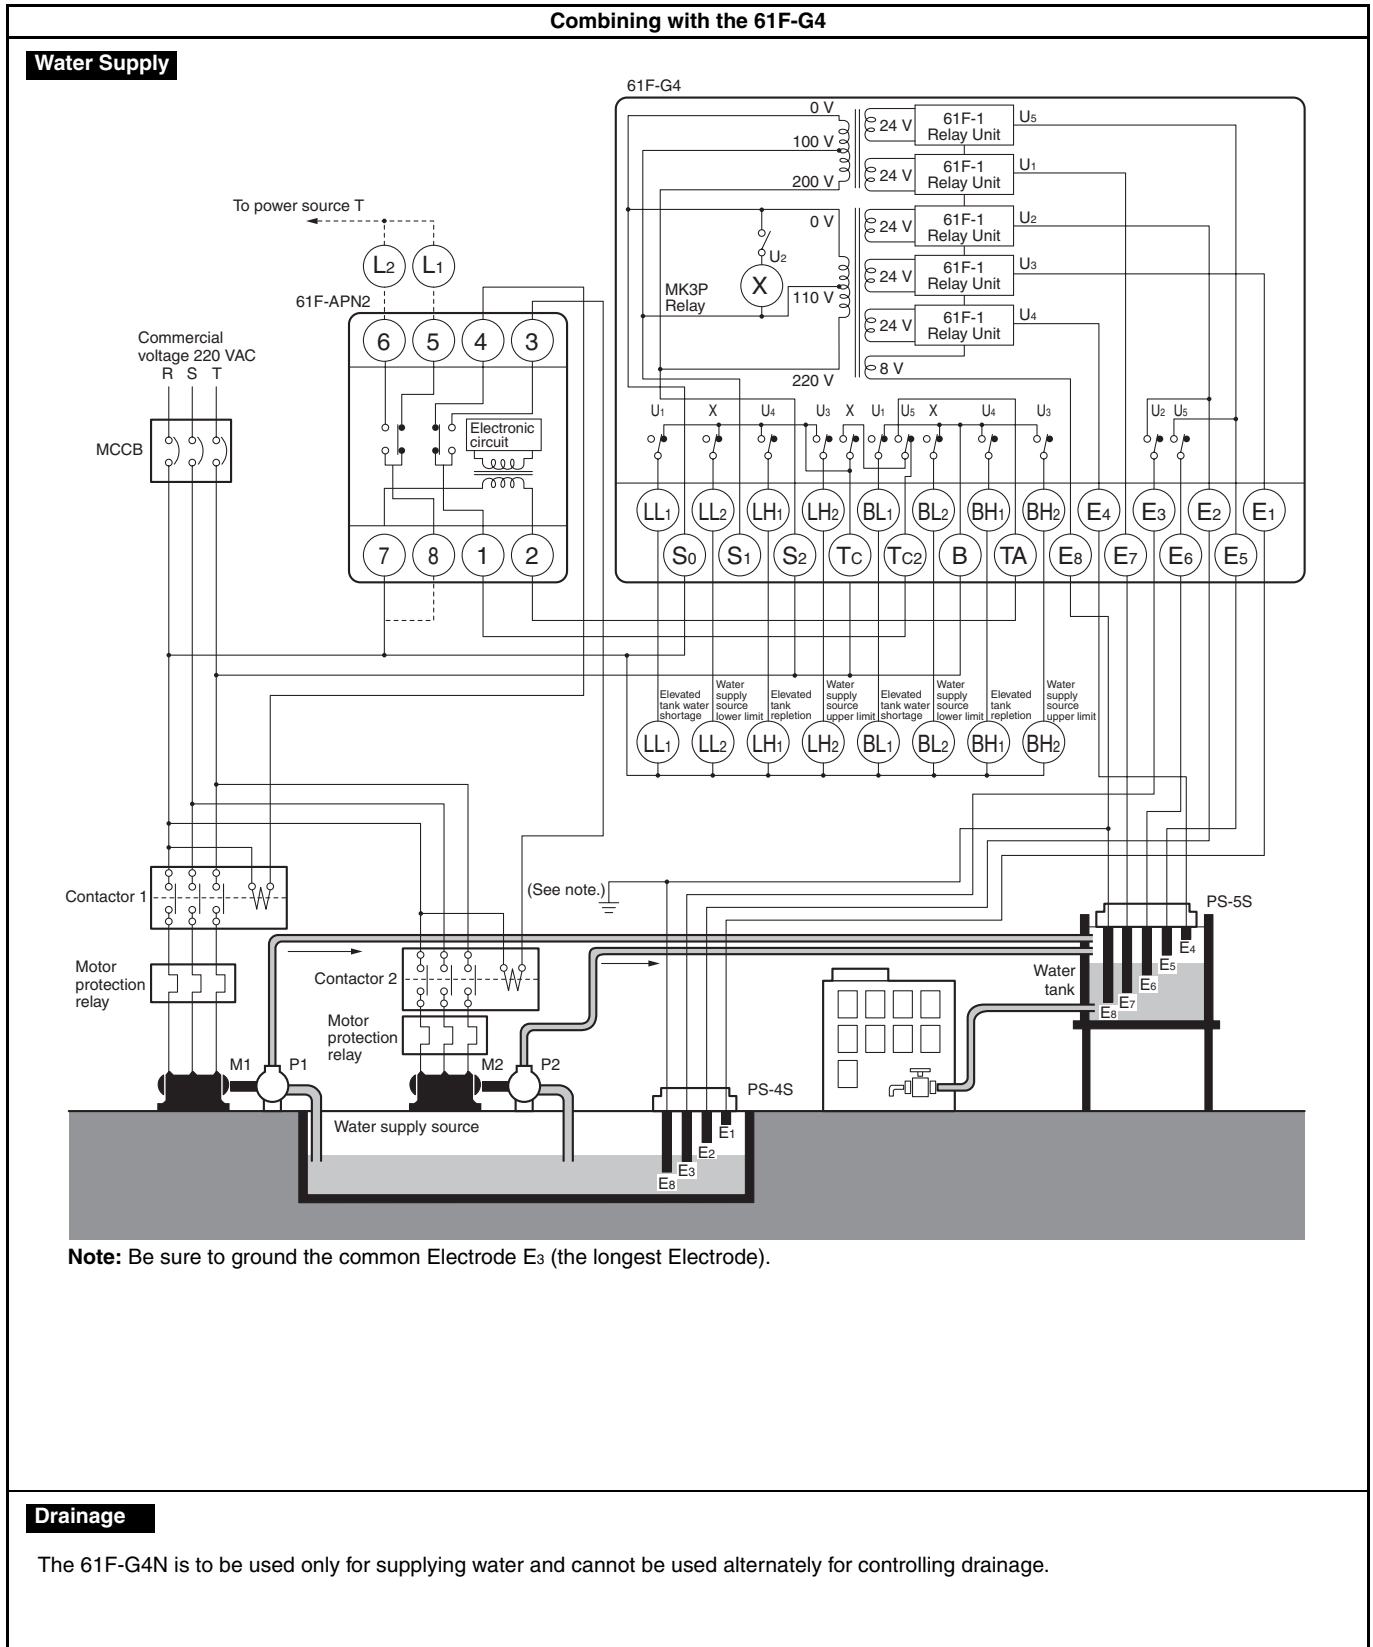 Combining with the 61F-G4
Water Supply
61F-G4
0 V
100 V
200 V
24 V
61F-1
Relay Unit
U5
24 V
61F-1
Relay Unit
U1
To power source T
0 V
24 V
61F-1
Relay Unit
U2
L2
L1
U2
X
MK3P
Relay
110 V
24 V
61F-1
Relay Unit
U3
61F-APN2
24 V
61F-1
Relay Unit
U4
6
5
4
3
Commercial
voltage 220 VAC
R S T
8 V
220 V
U1 X U4 U3 X U1 U5 X U4 U3 U2 U5
Electronic
circuit
MCCB
LL1 LL2 LH1 LH2 BL1 BL2 BH1 BH2 E4 E3 E2 E1
7 8 1 2
S0 S1 S2 TC TC2 B TA E8 E7 E6 E5
Elevated
tank water
shortage
Water
supply
source
lower limit
Elevated
tank
repletion
Water
supply
source
upper limit
Elevated
tank water
shortage
Water
supply
source
lower limit
Elevated
tank
repletion
Water
supply
source
upper limit
LL1 LL2 LH1 LH2 BL1 BL2 BH1 BH2
Contactor 1
(See note.)
PS-5S
E4
E5
E6
E7
E8
Water
tank
Motor
protection
relay
Contactor 2
Motor
protection
relay
M1 P1
M2 P2
PS-4S
Water supply source
E1
E2
E3
E8
Note: Be sure to ground the common Electrode E3 (the longest Electrode).
Drainage
The 61F-G4N is to be used only for supplying water and cannot be used alternately for controlling drainage.